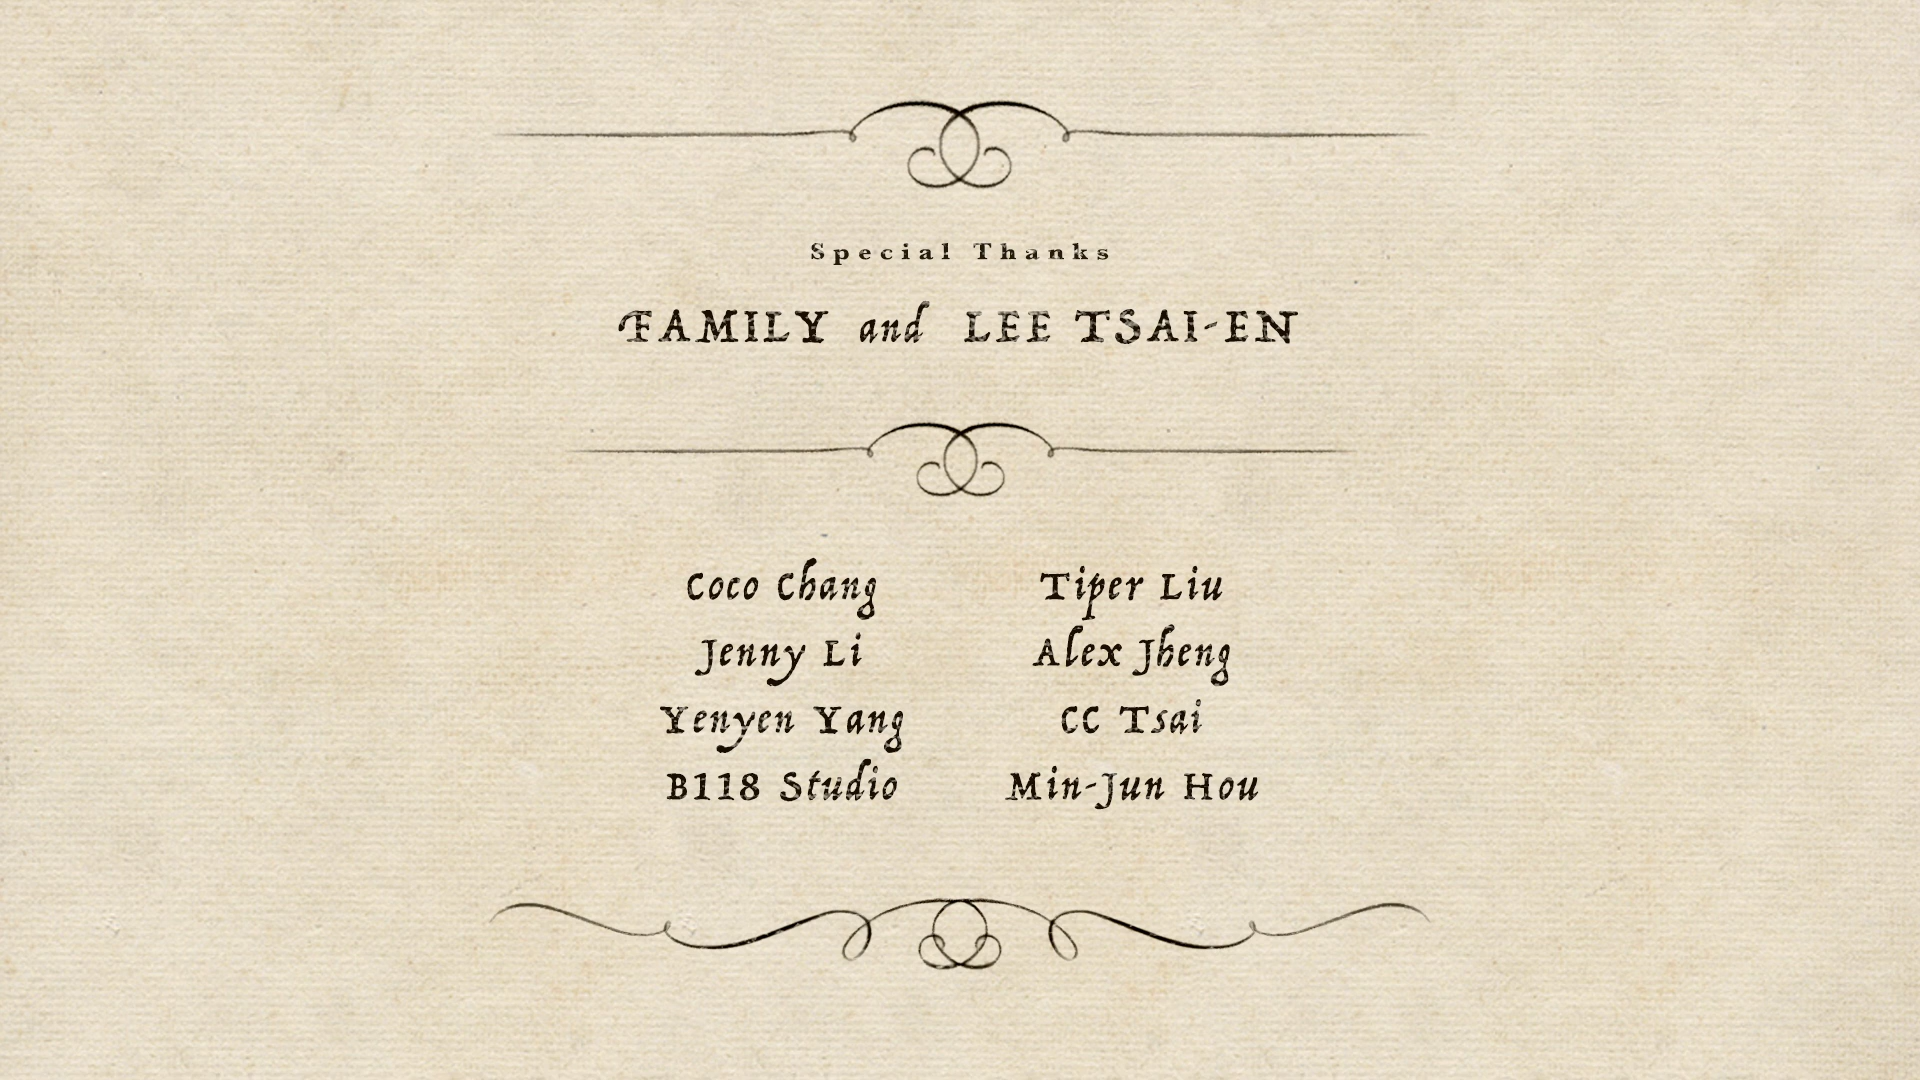 Special Thanks
FAMILY and LEE TSAI-EN
Coco Chang
Jenny Li
Yenyen Yang
B118 Studio
Tiper Liu
Alex Jheng
CC Tsai
Min-Jun Hou